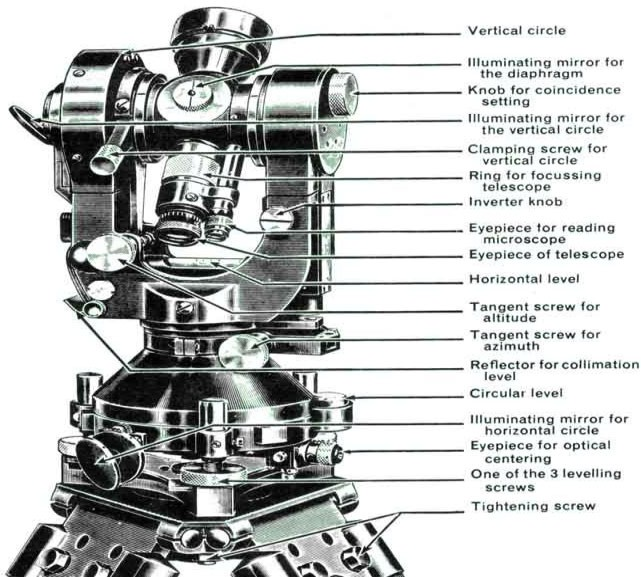 Vertical circle
Illuminating mirror for
the diaphragm
Knob for coincidence
setting
Illuminating mirror for
the vertical circle
Clamping screw for
vertical circle
Ring for focussing
telescope
Inverter knob
Eyepiece for reading
microscope
Eyepiece of telescope
Horizontal level
Tangent screw for
altitude
Tangent screw for
azimuth
Reflector for collimation
level
Circular level
Illuminating mirror for
horizontal circle
Eyepiece for optical
centering
One of the 3 levelling
screws
Tightening screw